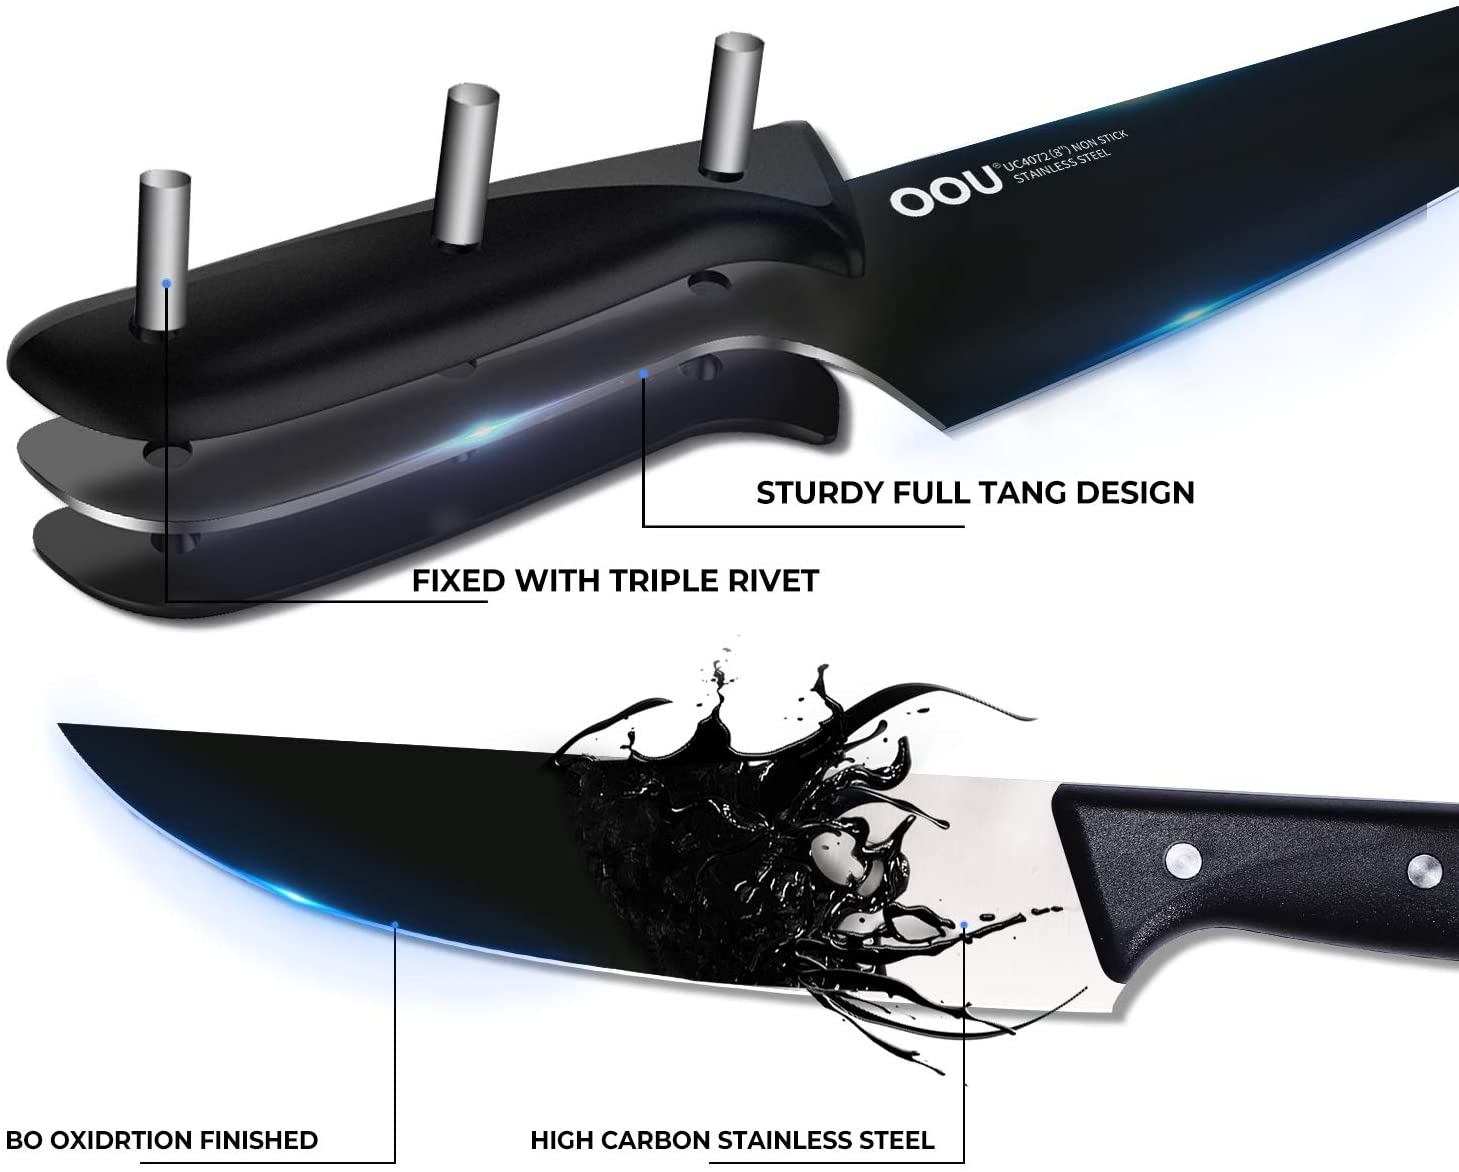 OOU® UC4072(8") NON STICK
STAINLESS STEEL
STURDY FULL TANG DESIGN
FIXED WITH TRIPLE RIVET
BO OXIDRTION FINISHED
HIGH CARBON STAINLESS STEEL